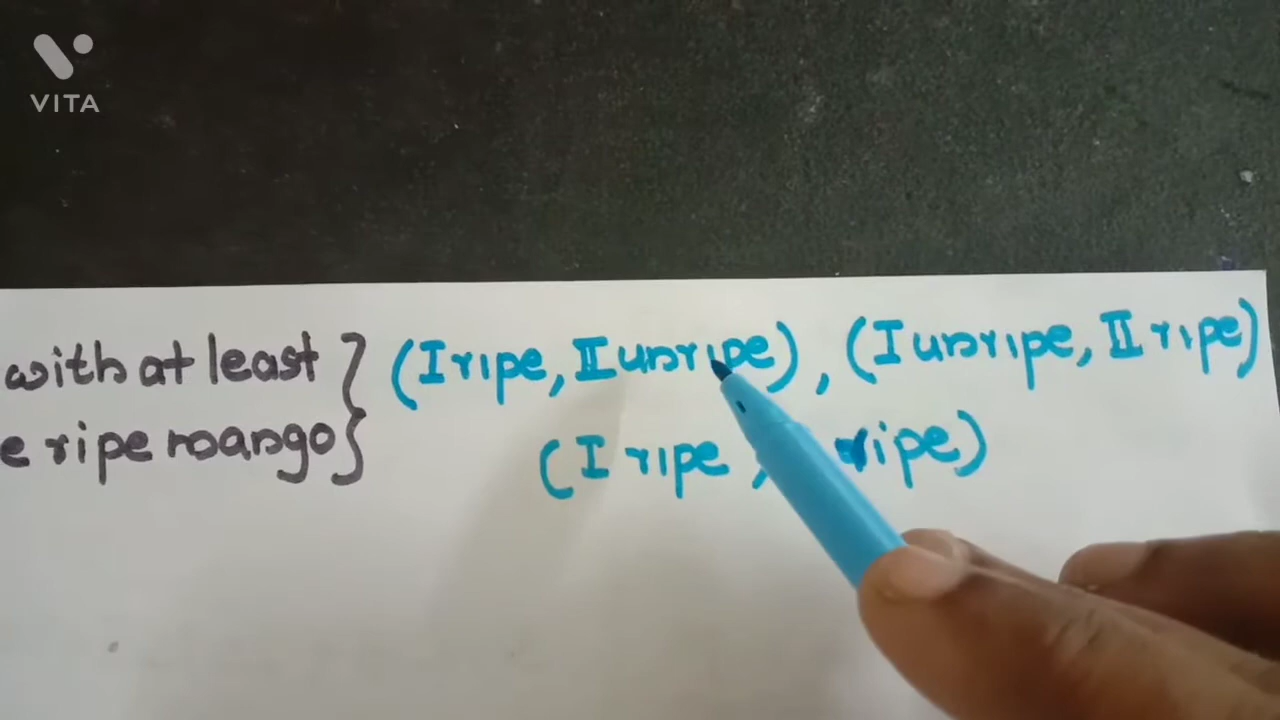 VITA
with at least } (I ripe, II unripe), (I unripe, II ripe)
e ripe mango } (I ripe, ripe)